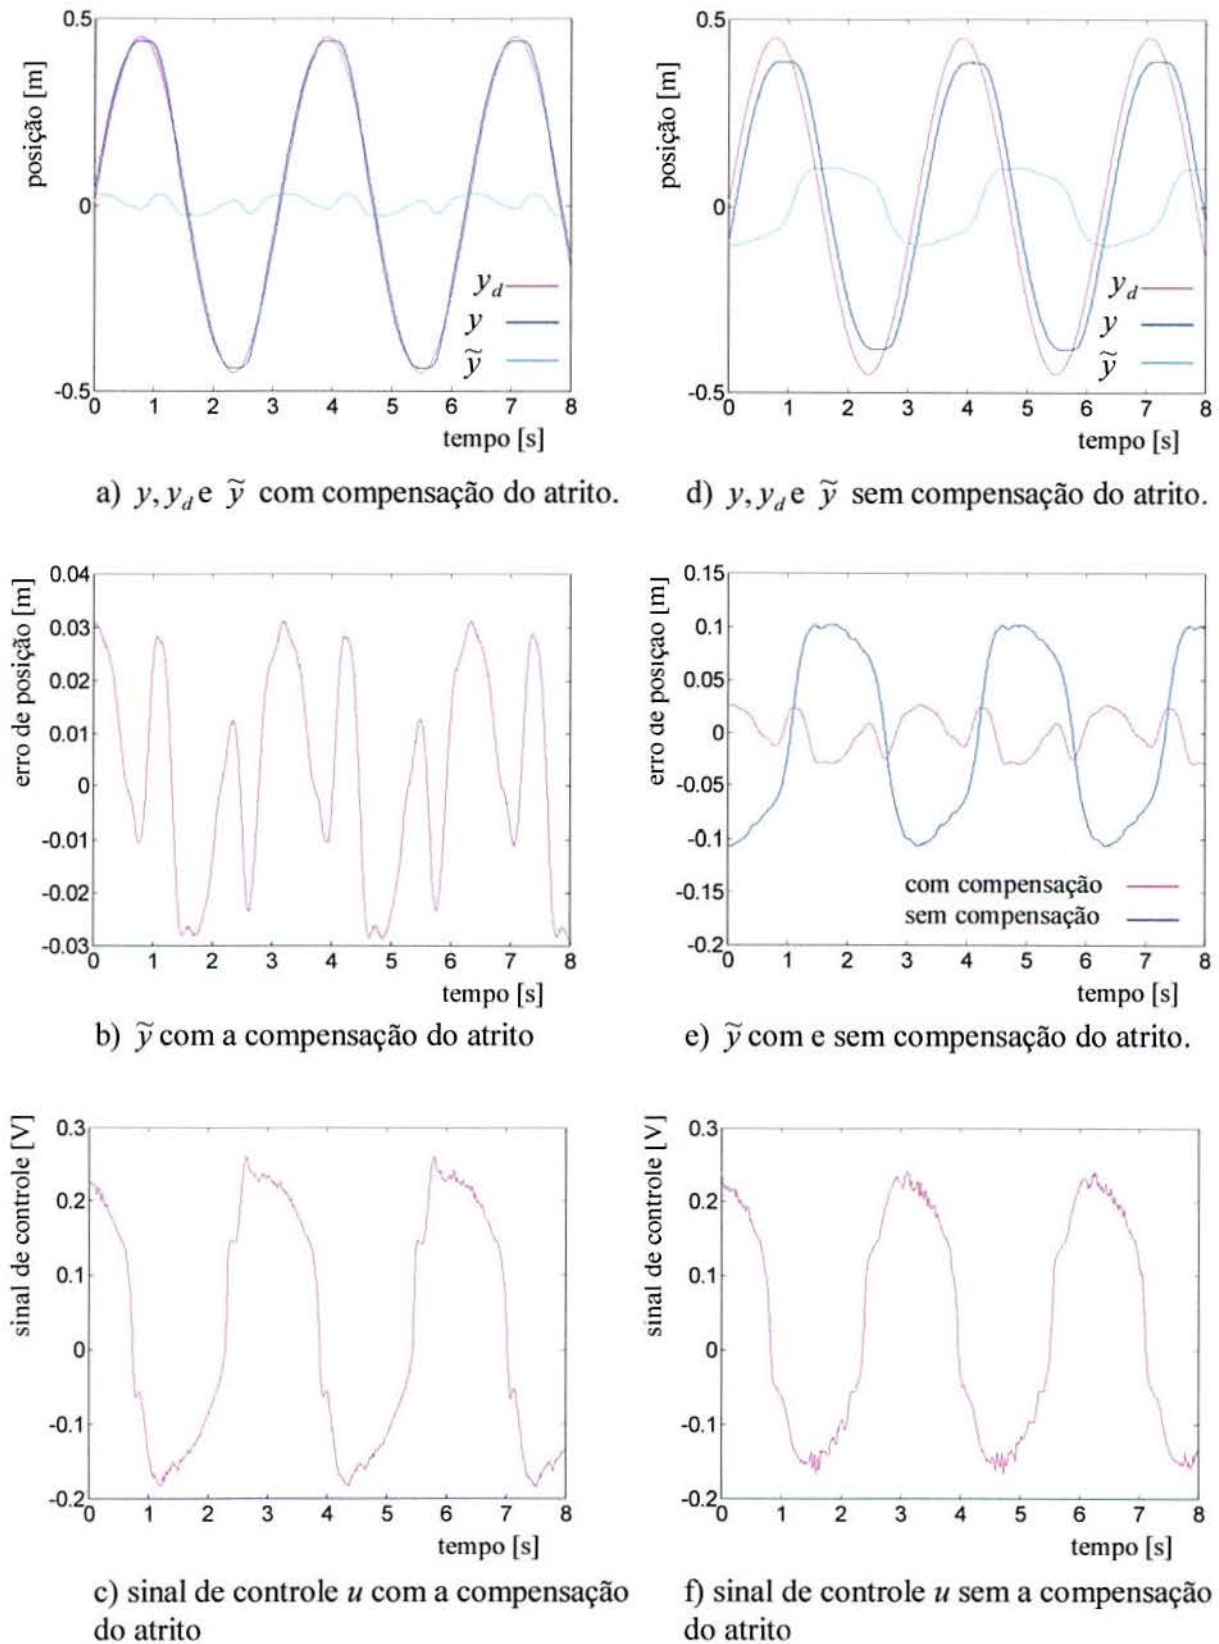 posição [m]
0.5
0
-0.5
y_d
y
ỹ
0 1 2 3 4 5 6 7 8
tempo [s]
a) y, y_d e ỹ com compensação do atrito.
posição [m]
0.5
0
-0.5
y_d
y
ỹ
0 1 2 3 4 5 6 7 8
tempo [s]
d) y, y_d e ỹ sem compensação do atrito.
erro de posição [m]
0.04
0.03
0.02
0.01
0
-0.01
-0.02
-0.03
0 1 2 3 4 5 6 7 8
tempo [s]
b) ỹ com a compensação do atrito
erro de posição [m]
0.15
0.1
0.05
0
-0.05
-0.1
-0.15
-0.2
com compensação
sem compensação
0 1 2 3 4 5 6 7 8
tempo [s]
e) ỹ com e sem compensação do atrito.
sinal de controle [V]
0.3
0.2
0.1
0
-0.1
-0.2
0 1 2 3 4 5 6 7 8
tempo [s]
c) sinal de controle u com a compensação
do atrito
sinal de controle [V]
0.3
0.2
0.1
0
-0.1
-0.2
0 1 2 3 4 5 6 7 8
tempo [s]
f) sinal de controle u sem a compensação
do atrito